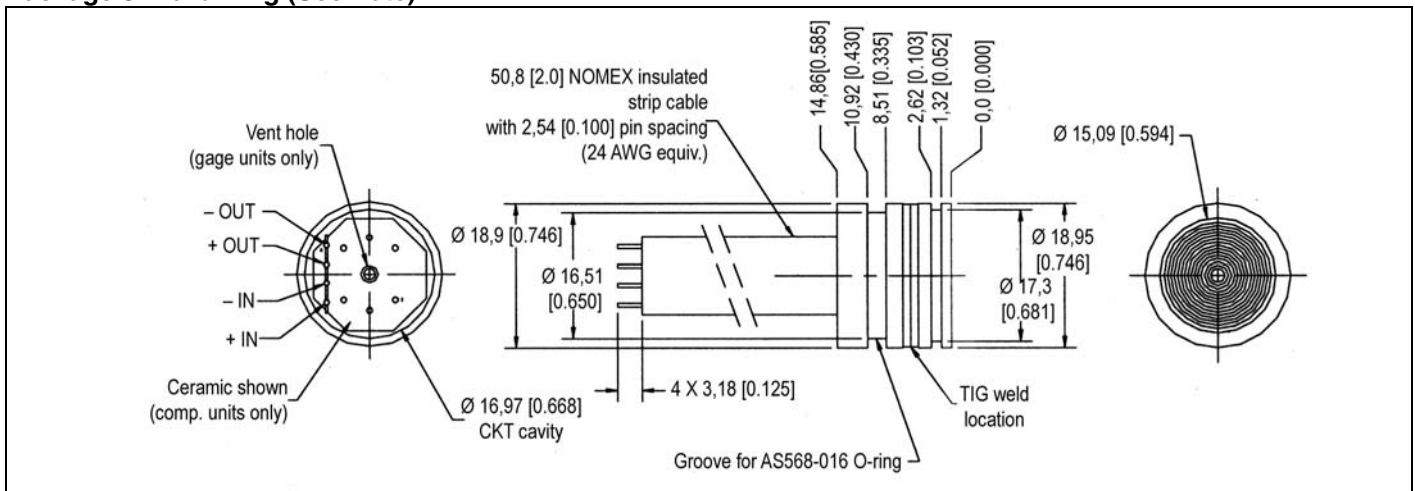 50,8 [2.0] NOMEX insulated
strip cable
with 2,54 [0.100] pin spacing
(24 AWG equiv.)
14,86[0.585]
10,92 [0.430]
8,51 [0.335]
2,62 [0.103]
1,32 [0.052]
0,0 [0.000]
Ø 15,09 [0.594]
Vent hole
(gage units only)
– OUT
+ OUT
– IN
+ IN
Ceramic shown
(comp. units only)
Ø 16,97 [0.668]
CKT cavity
Ø 18,9 [0.746]
Ø 16,51
[0.650]
4 X 3,18 [0.125]
Ø 18,95
[0.746]
Ø 17,3
[0.681]
TIG weld
location
Groove for AS568-016 O-ring